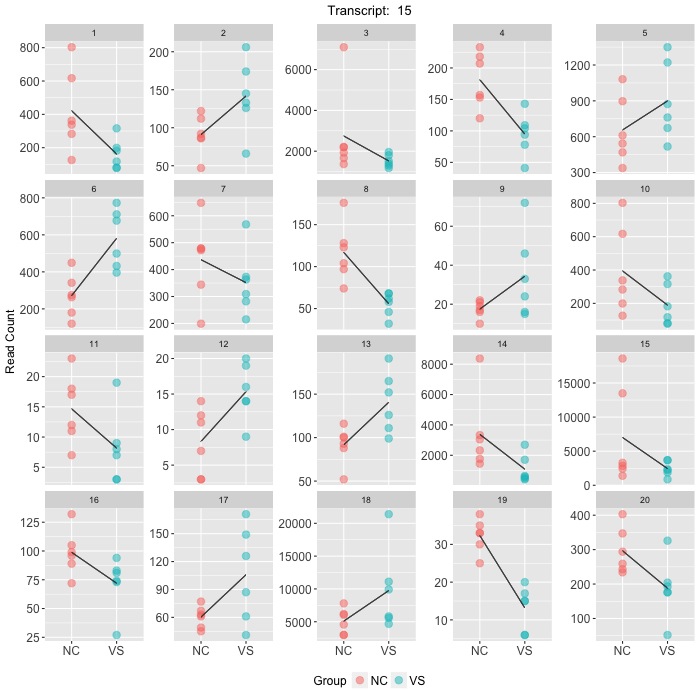 Transcript: 15
1 2 3 4 5
800 600 400 200
200 150 100 50
6000 4000 2000
200 150 100 50
1200 900 600 300
6 7 8 9 10
800 600 400 200
600 500 400 300 200
150 100 50
60 40 20
800 600 400 200
Read Count
11 12 13 14 15
20 15 10 5
20 15 10 5
150 100 50
8000 6000 4000 2000
15000 10000 5000 0
16 17 18 19 20
125 100 75 50 25
150 120 90 60
20000 15000 10000 5000
30 20 10
400 300 200 100
NC VS NC VS NC VS NC VS NC VS
Group NC VS